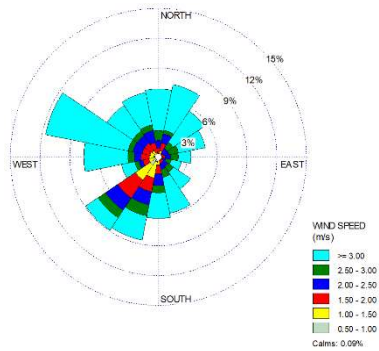 NORTH
15%
12%
9%
6%
3%
WEST
EAST
SOUTH
WIND SPEED
(m/s)
>= 3.00
2.50 - 3.00
2.00 - 2.50
1.50 - 2.00
1.00 - 1.50
0.50 - 1.00
Calms: 0.09%